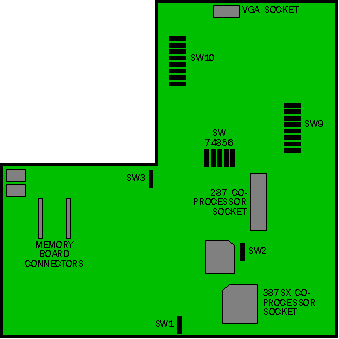 VGA SOCKET
SW10
SW9
SW
74856
SW3
287 CO-
PROCESSOR
SOCKET
MEMORY
BOARD
CONNECTORS
SW2
387SX CO-
PROCESSOR
SOCKET
SW1